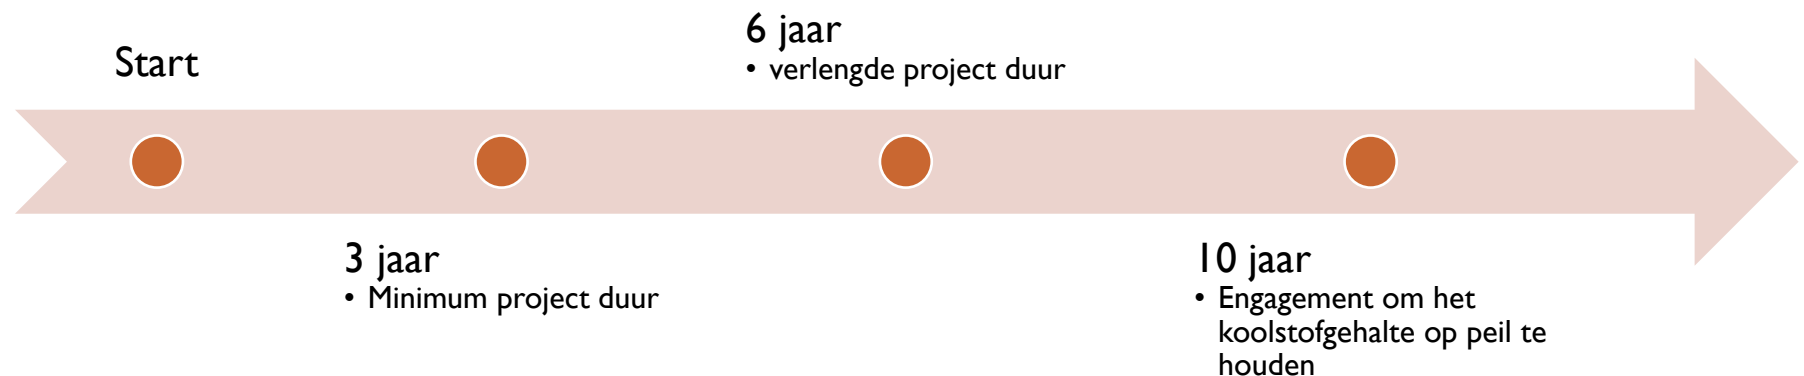 Start
6 jaar
• verlengde project duur
3 jaar
• Minimum project duur
10 jaar
• Engagement om het
koolstofgehalte op peil te
houden